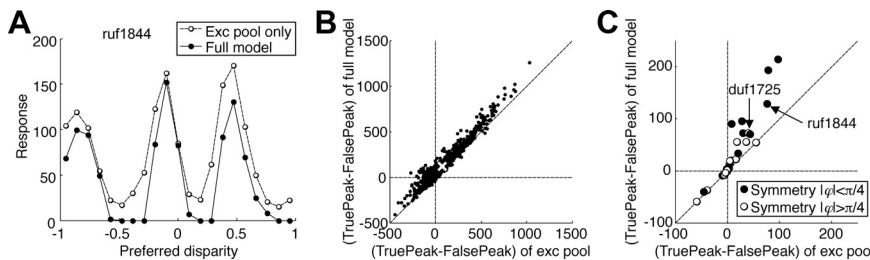 A
ruf1844
Exc pool only
Full model
Response
200
150
100
50
0
-1
-0.5
0
0.5
1
Preferred disparity
B
(TruePeak-FalsePeak) of full model
1500
1000
500
0
-500
-500
0
500
1000
1500
(TruePeak-FalsePeak) of exc pool
C
(TruePeak-FalsePeak) of full model
200
100
0
-100
-100
0
100
200
(TruePeak-FalsePeak) of exc pool
duf1725
ruf1844
Symmetry |φ|<π/4
Symmetry |φ|>π/4